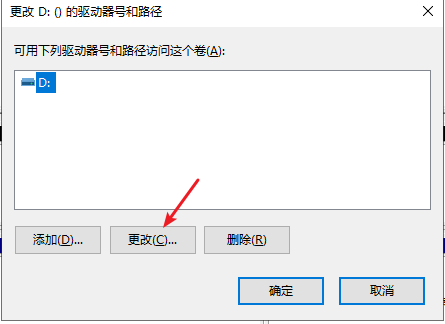 更改 D: () 的驱动器号和路径
可用下列驱动器号和路径访问这个卷(A):
D:
添加(D)... 更改(C)... 删除(R)
确定 取消